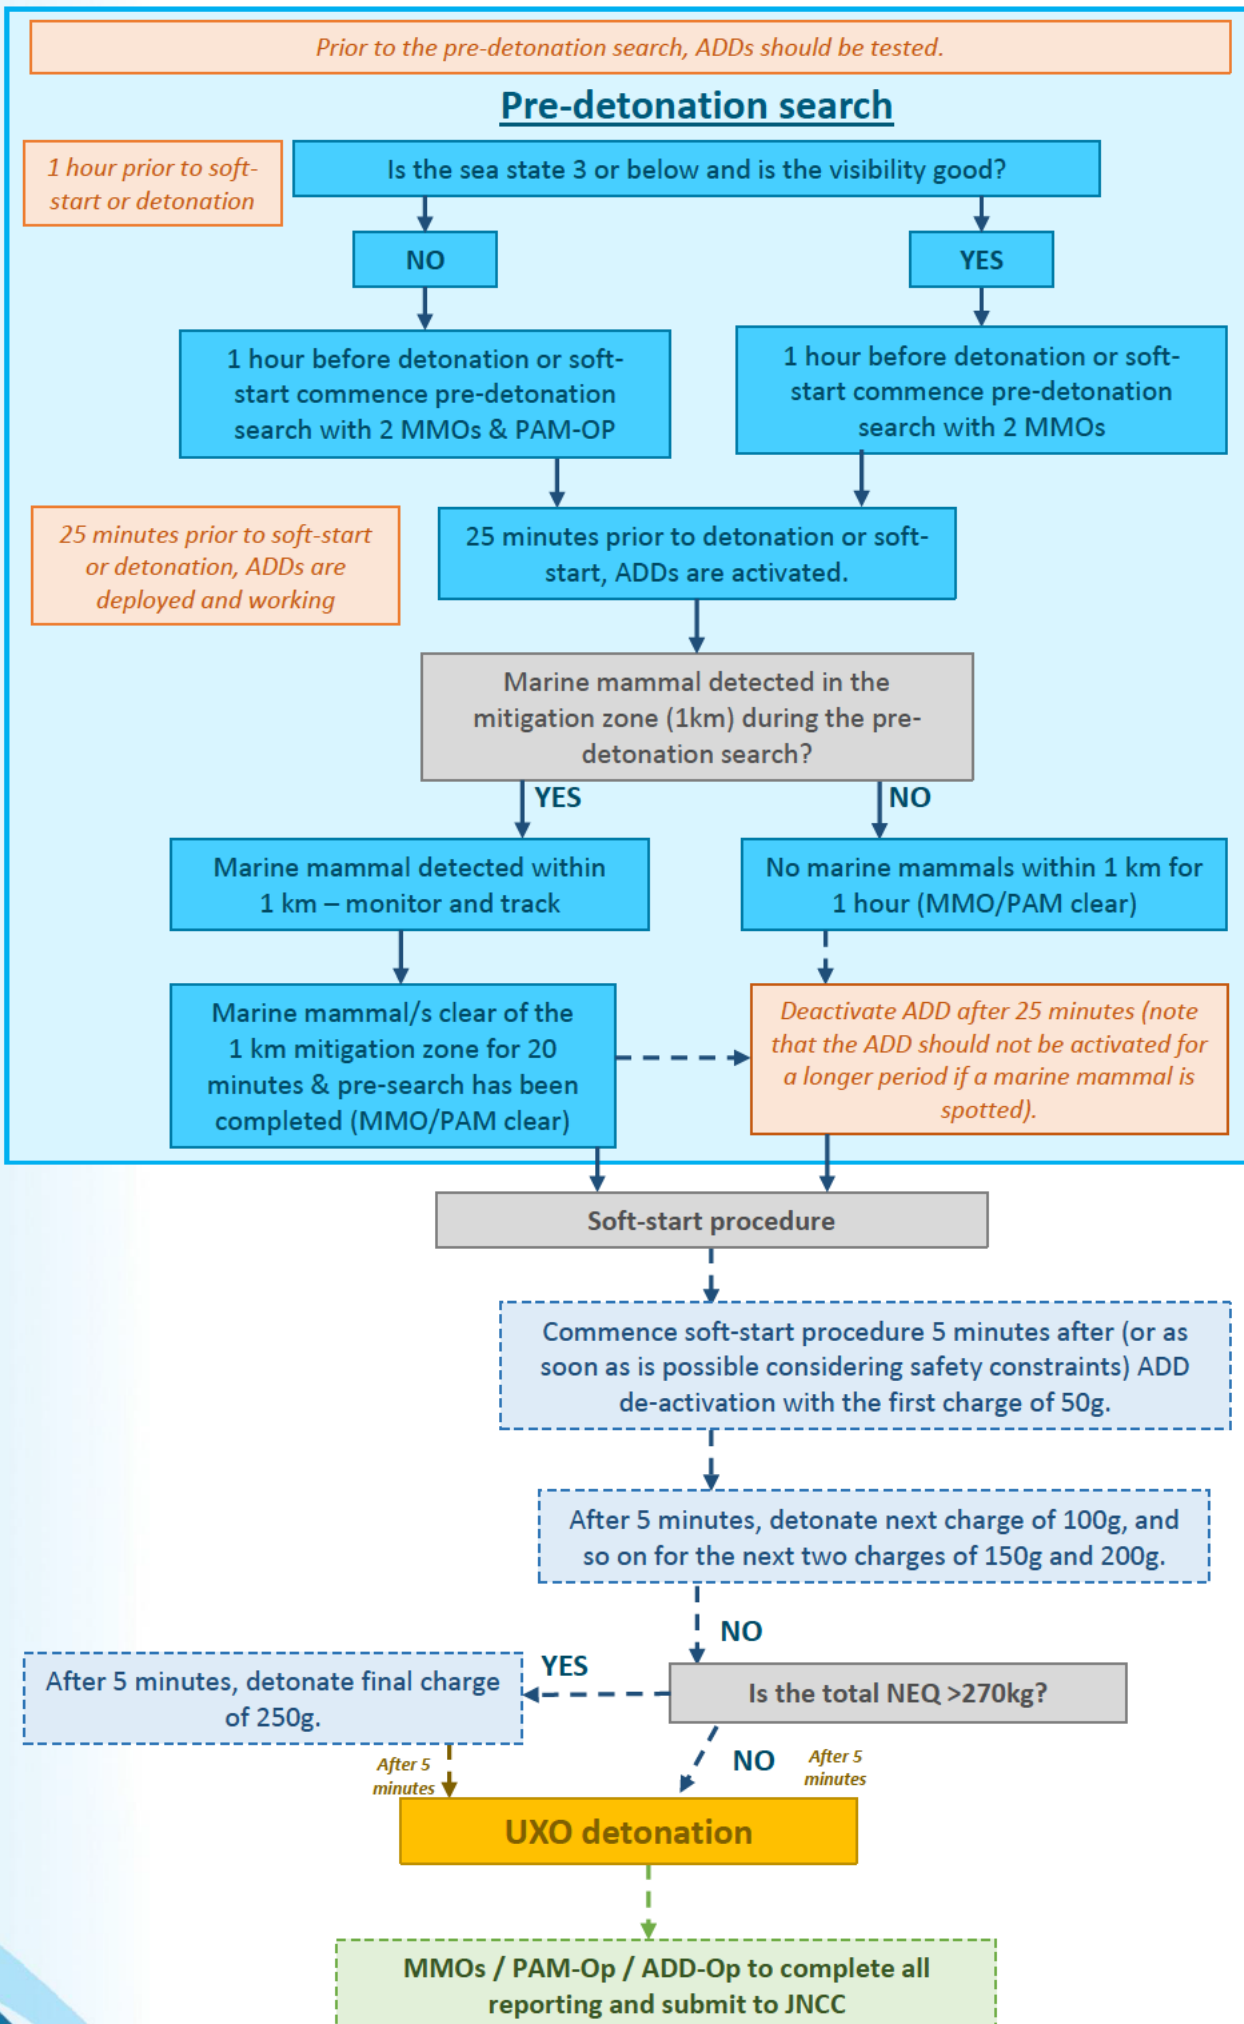 Prior to the pre-detonation search, ADDs should be tested.
Pre-detonation search
1 hour prior to soft-
start or detonation
Is the sea state 3 or below and is the visibility good?
NO
YES
1 hour before detonation or soft-
start commence pre-detonation
search with 2 MMOs & PAM-OP
1 hour before detonation or soft-
start commence pre-detonation
search with 2 MMOs
25 minutes prior to soft-start
or detonation, ADDs are
deployed and working
25 minutes prior to detonation or soft-
start, ADDs are activated.
Marine mammal detected in the
mitigation zone (1km) during the pre-
detonation search?
YES
NO
Marine mammal detected within
1 km – monitor and track
No marine mammals within 1 km for
1 hour (MMO/PAM clear)
Marine mammal/s clear of the
1 km mitigation zone for 20
minutes & pre-search has been
completed (MMO/PAM clear)
Deactivate ADD after 25 minutes (note
that the ADD should not be activated for
a longer period if a marine mammal is
spotted).
Soft-start procedure
Commence soft-start procedure 5 minutes after (or as
soon as is possible considering safety constraints) ADD
de-activation with the first charge of 50g.
After 5 minutes, detonate next charge of 100g, and
so on for the next two charges of 150g and 200g.
NO
YES
Is the total NEQ >270kg?
After 5 minutes, detonate final charge
of 250g.
After 5
minutes
NO
After 5
minutes
UXO detonation
MMOs / PAM-Op / ADD-Op to complete all
reporting and submit to JNCC